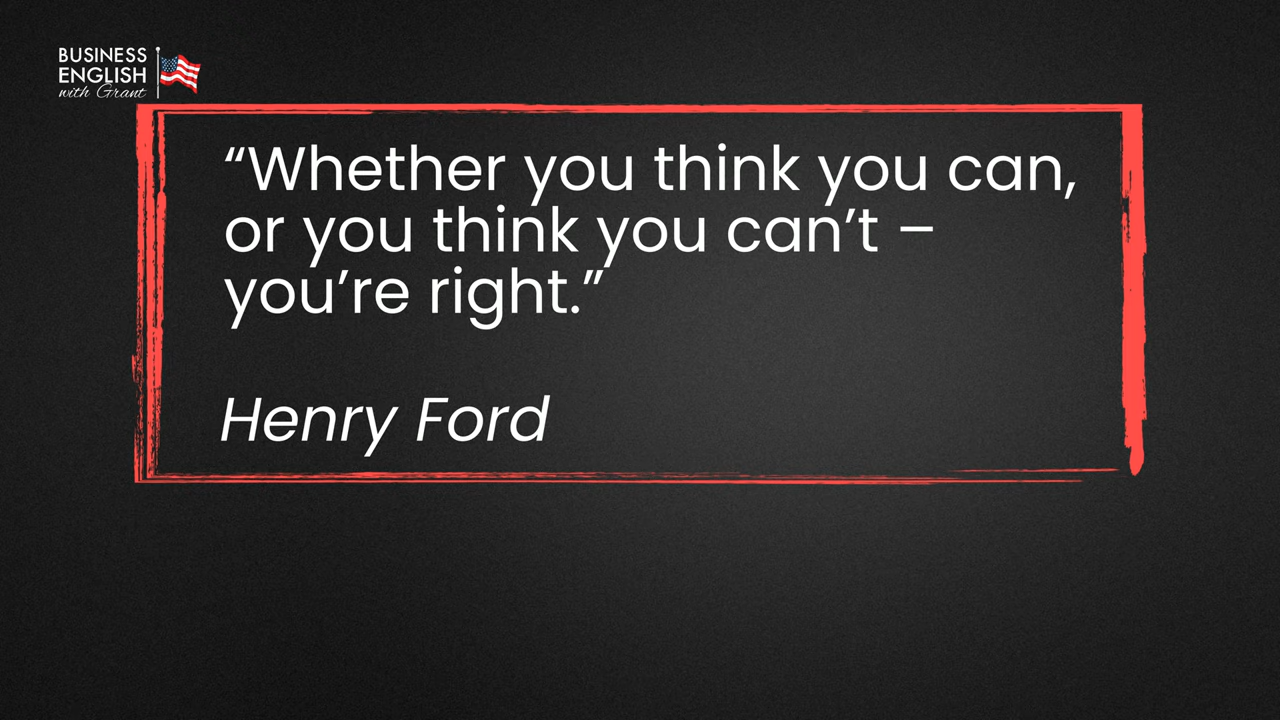 BUSINESS
ENGLISH
with Grant
“Whether you think you can,
or you think you can’t –
you’re right.”
Henry Ford